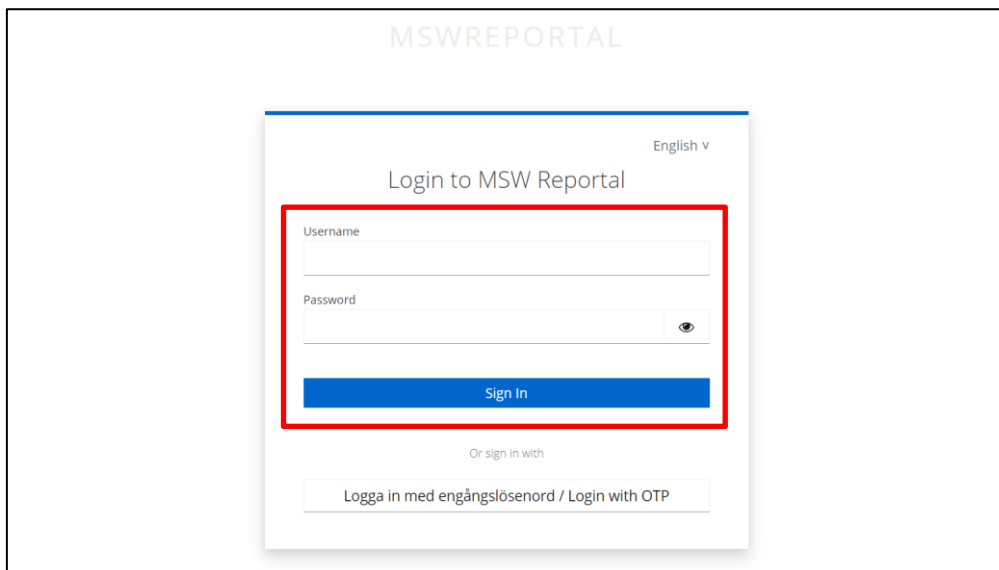 MSWREPORTAL
English v
Login to MSW Reportal
Username
Password
Sign In
Or sign in with
Logga in med engångslösenord / Login with OTP